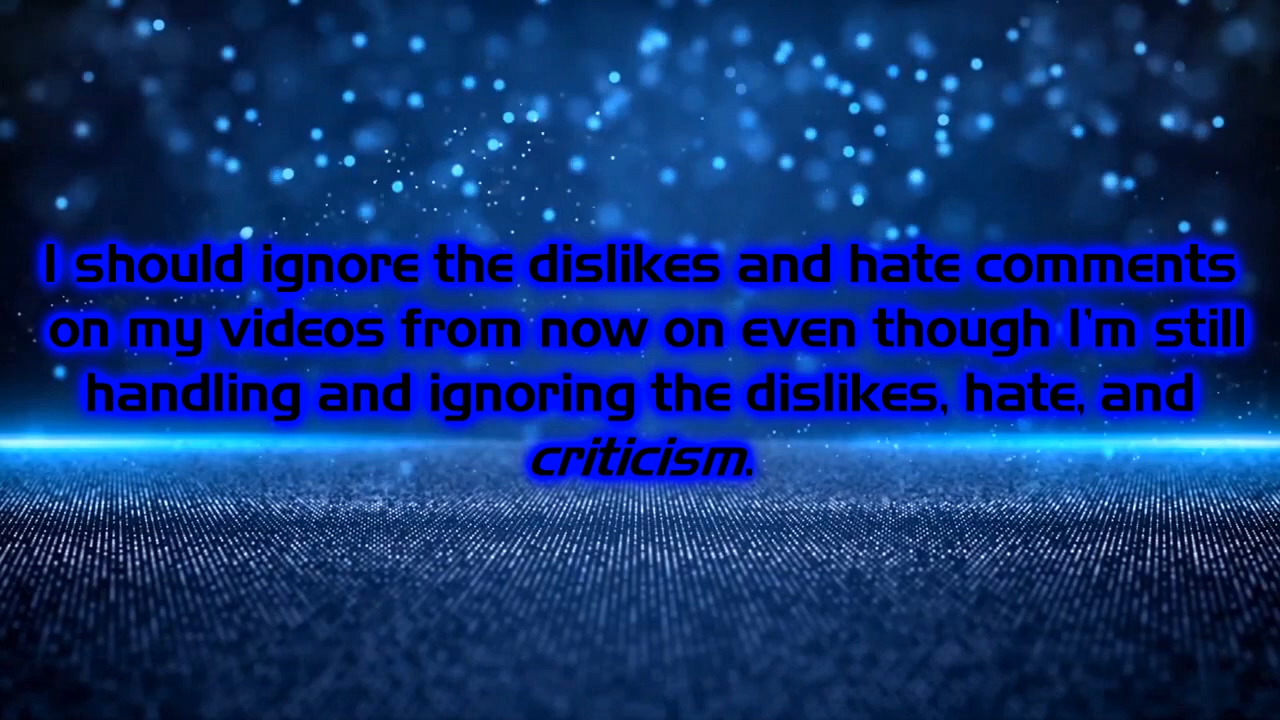 I should ignore the dislikes and hate comments
on my videos from now on even though I'm still
handling and ignoring the dislikes, hate, and
criticism.